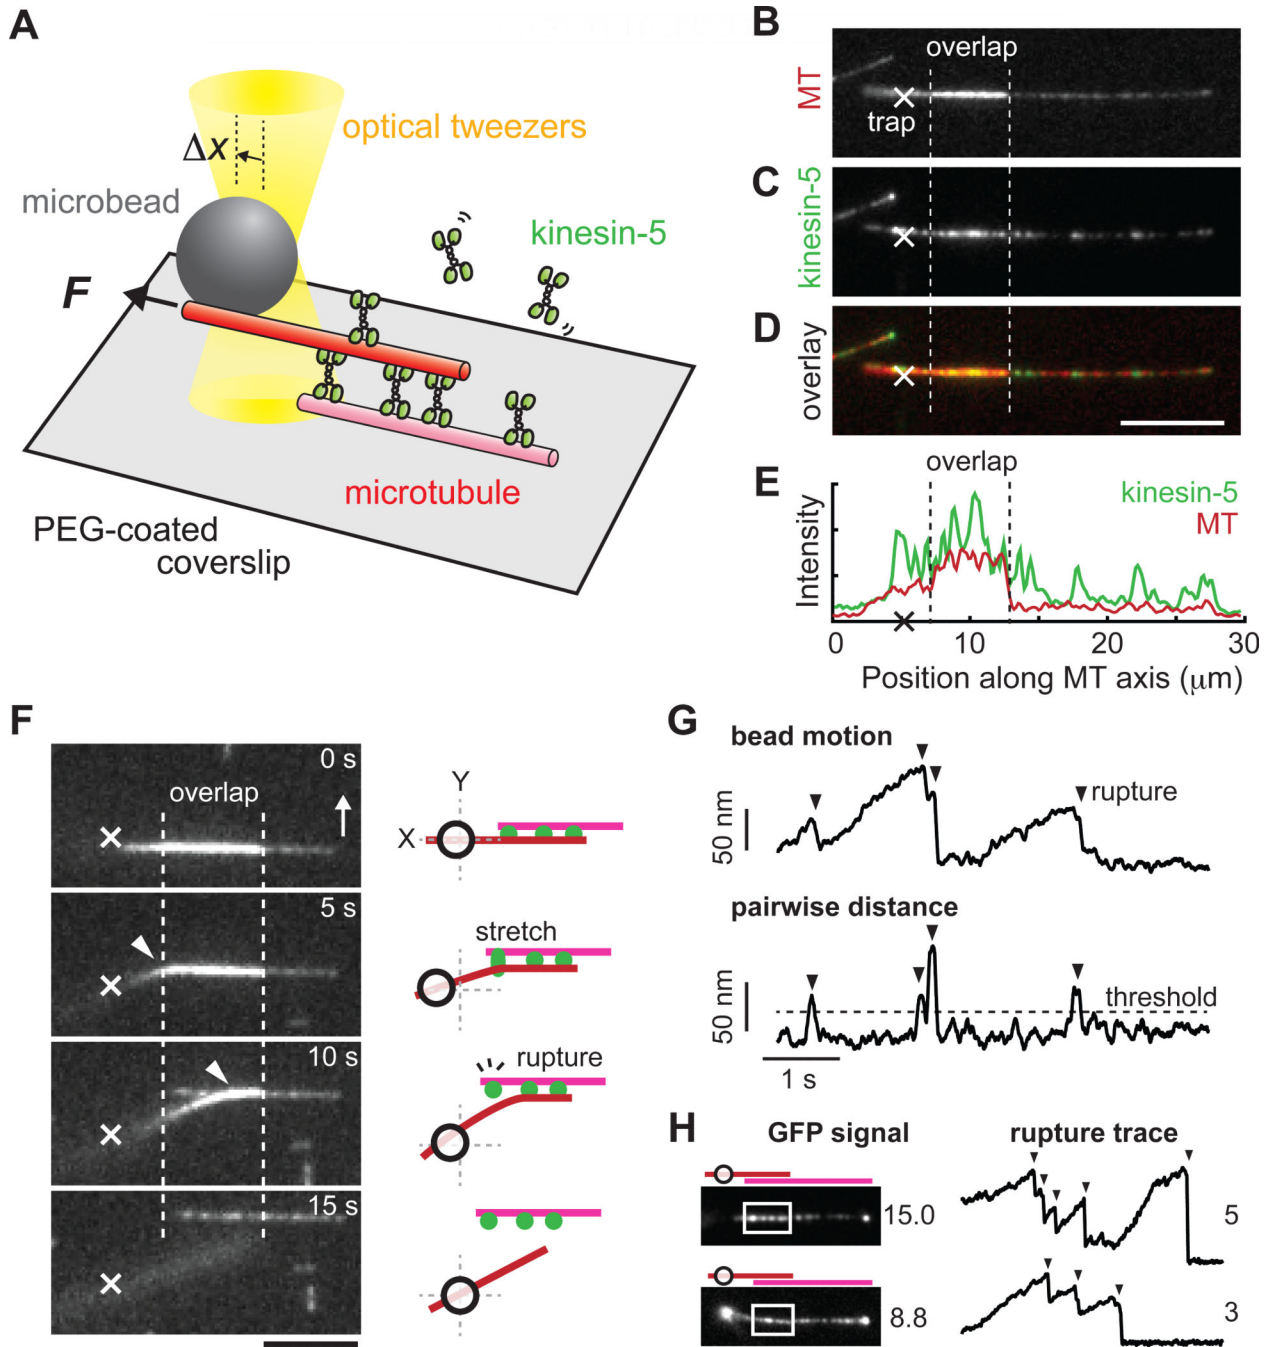 A
optical tweezers
Δx
microbead
kinesin-5
F
microtubule
PEG-coated
coverslip
B
MT
overlap
trap
C
kinesin-5
D
overlay
E
overlap
kinesin-5
MT
Intensity
0 10 20 30
Position along MT axis (μm)
F
0 s
overlap
Y
X
5 s
stretch
10 s
rupture
15 s
G
bead motion
rupture
50 nm
pairwise distance
threshold
50 nm
1 s
H
GFP signal
rupture trace
15.0
5
8.8
3